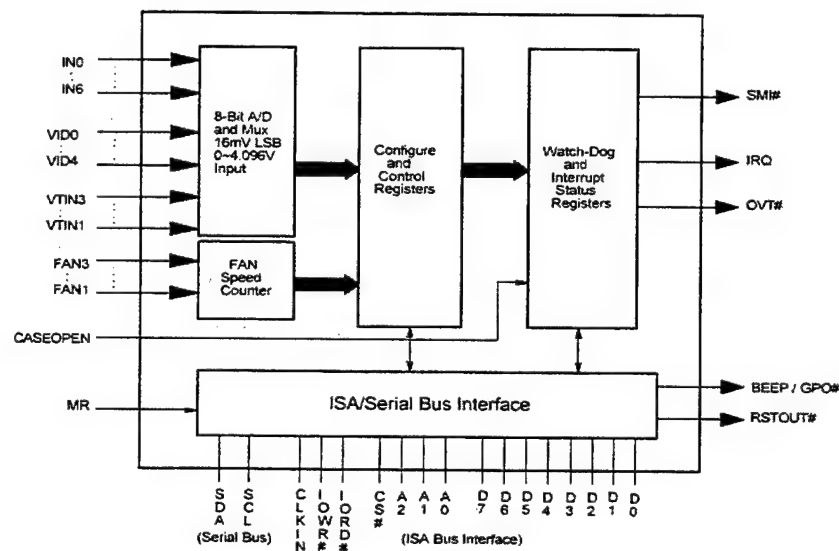 IN0
IN6
VID0
VID4
VTIN3
VTIN1
FAN3
FAN1
CASEOPEN
MR
8-Bit A/D
and Mux
16mV LSB
0~4.096V
Input
FAN
Speed
Counter
Configure
and
Control
Registers
Watch-Dog
and
Interrupt
Status
Registers
SMI#
IRQ
OVT#
ISA/Serial Bus Interface
BEEP / GPO#
RSTOUT#
SDA
SCL
CLKIN
IOWR#
IORD#
CS#
A2
A1
A0
D7
D6
D5
D4
D3
D2
D1
D0
(Serial Bus)
(ISA Bus Interface)